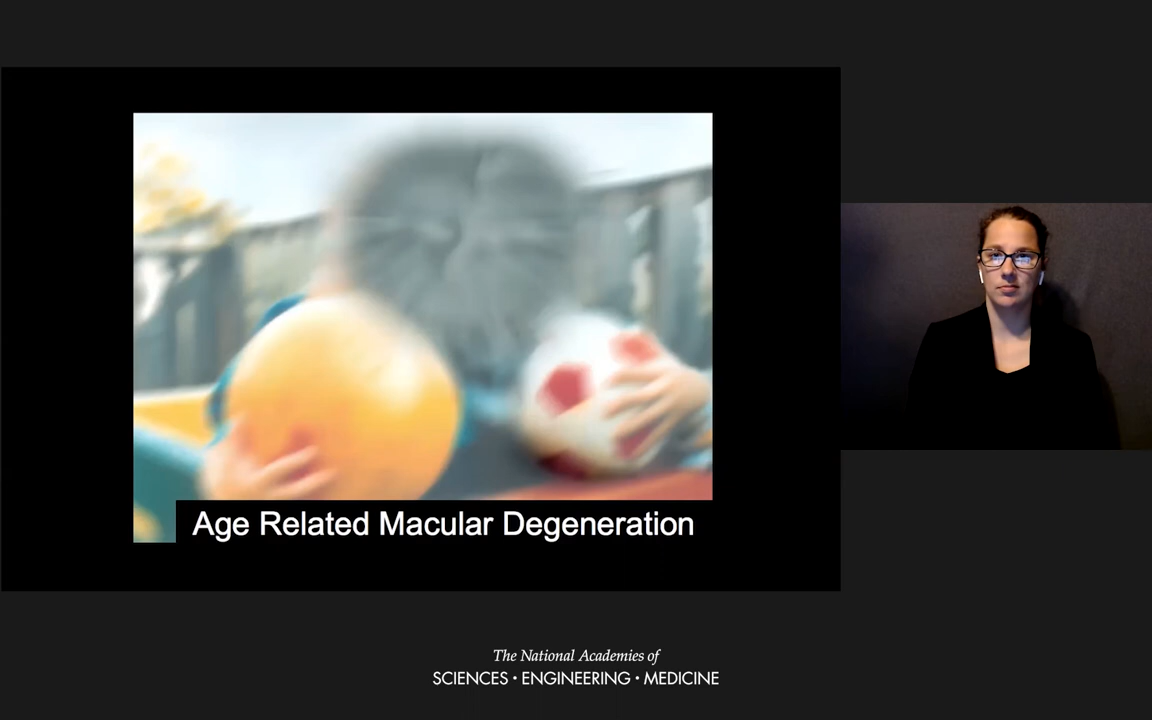 Age Related Macular Degeneration
The National Academies of
SCIENCES • ENGINEERING • MEDICINE